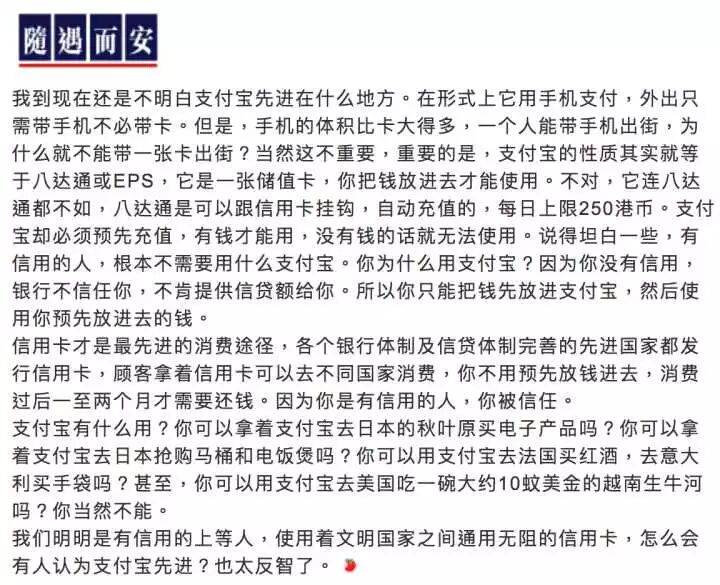 隨遇而安
我到现在还是不明白支付宝先进在什么地方。在形式上它用手机支付，外出只
需带手机不必带卡。但是，手机的体积比卡大得多，一个人能带手机出街，为
什么就不能带一张卡出街？当然这不重要，重要的是，支付宝的性质其实就等
于八达通或EPS，它是一张储值卡，你把钱放进去才能使用。不对，它连八达
通都不如，八达通是可以跟信用卡挂钩，自动充值的，每日上限250港币。支付
宝却必须预先充值，有钱才能用，没有钱的话就无法使用。说得坦白一些，有
信用的人，根本不需要用什么支付宝。你为什么用支付宝？因为你没有信用，
银行不信任你，不肯提供信贷额给你。所以你只能把钱先放进支付宝，然后使
用你预先放进去的钱。
信用卡才是最先进的消费途径，各个银行体制及信贷体制完善的先进国家都发
行信用卡，顾客拿着信用卡可以去不同国家消费，你不用预先放钱进去，消费
过后一至两个月才需要还钱。因为你是有信用的人，你被信任。
支付宝有什么用？你可以拿着支付宝去日本的秋叶原买电子产品吗？你可以拿
着支付宝去日本抢购马桶和电饭煲吗？你可以用支付宝去法国买红酒，去意大
利买手袋吗？甚至，你可以用支付宝去美国吃一碗大约10蚊美金的越南生牛河
吗？你当然不能。
我们明明是有信用的上等人，使用着文明国家之间通用无阻的信用卡，怎么会
有人认为支付宝先进？也太反智了。